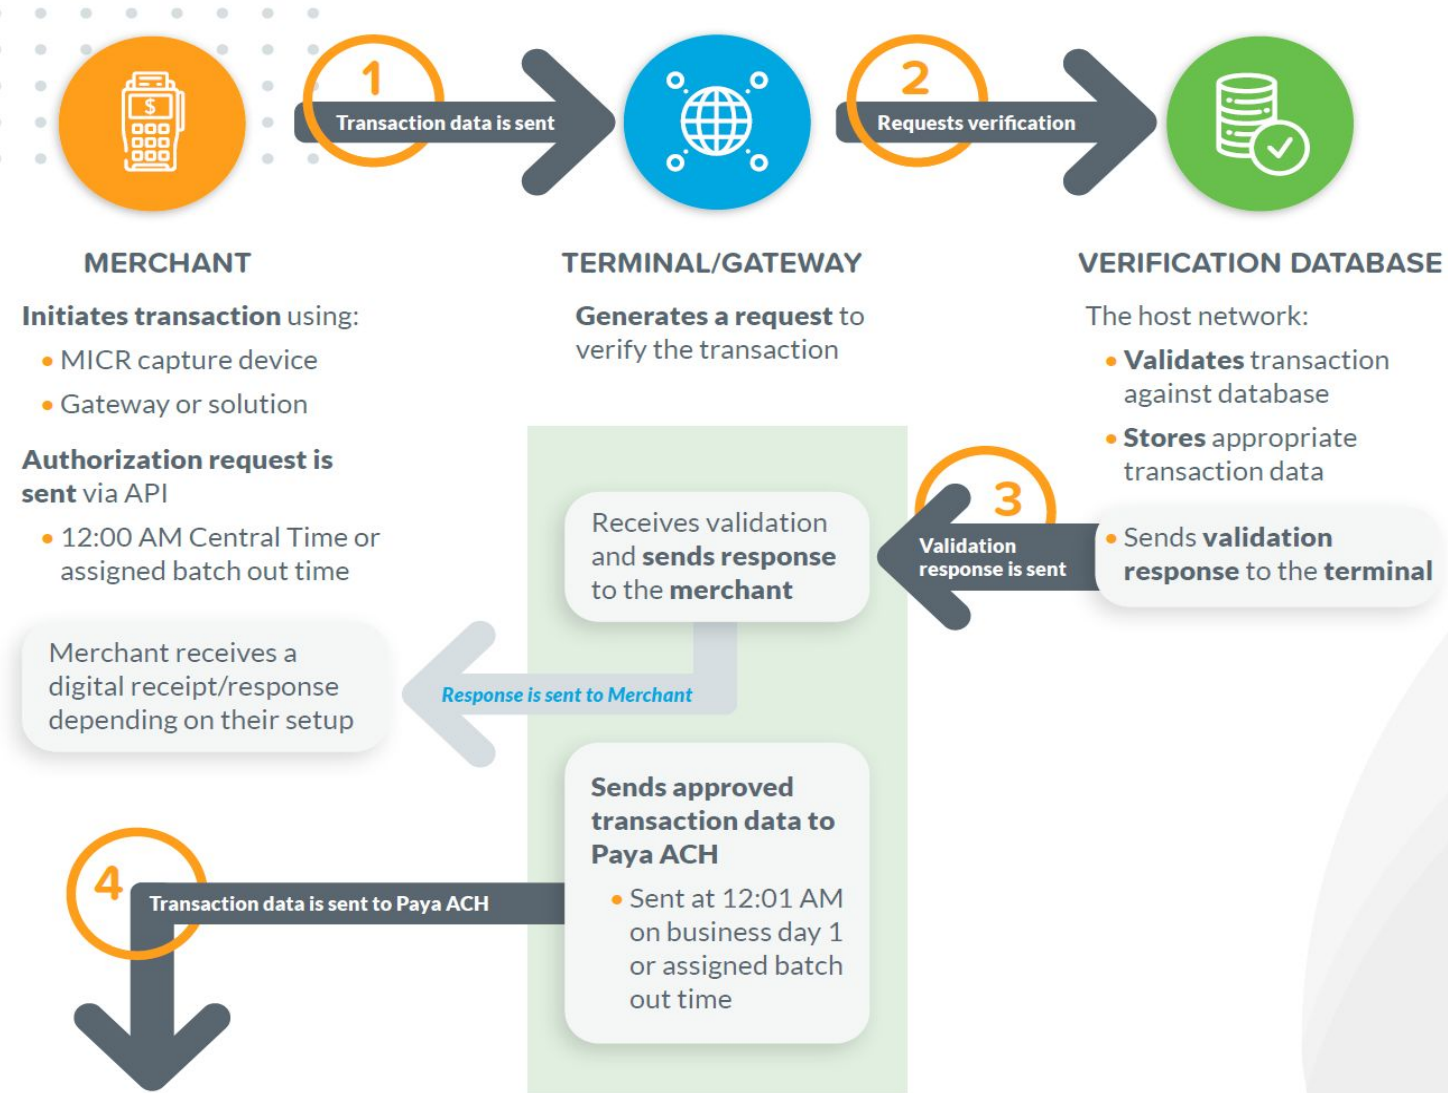 1
Transaction data is sent
2
Requests verification
$
MERCHANT
Initiates transaction using:
• MICR capture device
• Gateway or solution
Authorization request is
sent via API
• 12:00 AM Central Time or
assigned batch out time
Merchant receives a
digital receipt/response
depending on their setup
TERMINAL/GATEWAY
Generates a request to
verify the transaction
VERIFICATION DATABASE
The host network:
• Validates transaction
against database
• Stores appropriate
transaction data
• Sends validation
response to the terminal
3
Validation
response is sent
Receives validation
and sends response
to the merchant
Response is sent to Merchant
Sends approved
transaction data to
Paya ACH
• Sent at 12:01 AM
on business day 1
or assigned batch
out time
4
Transaction data is sent to Paya ACH